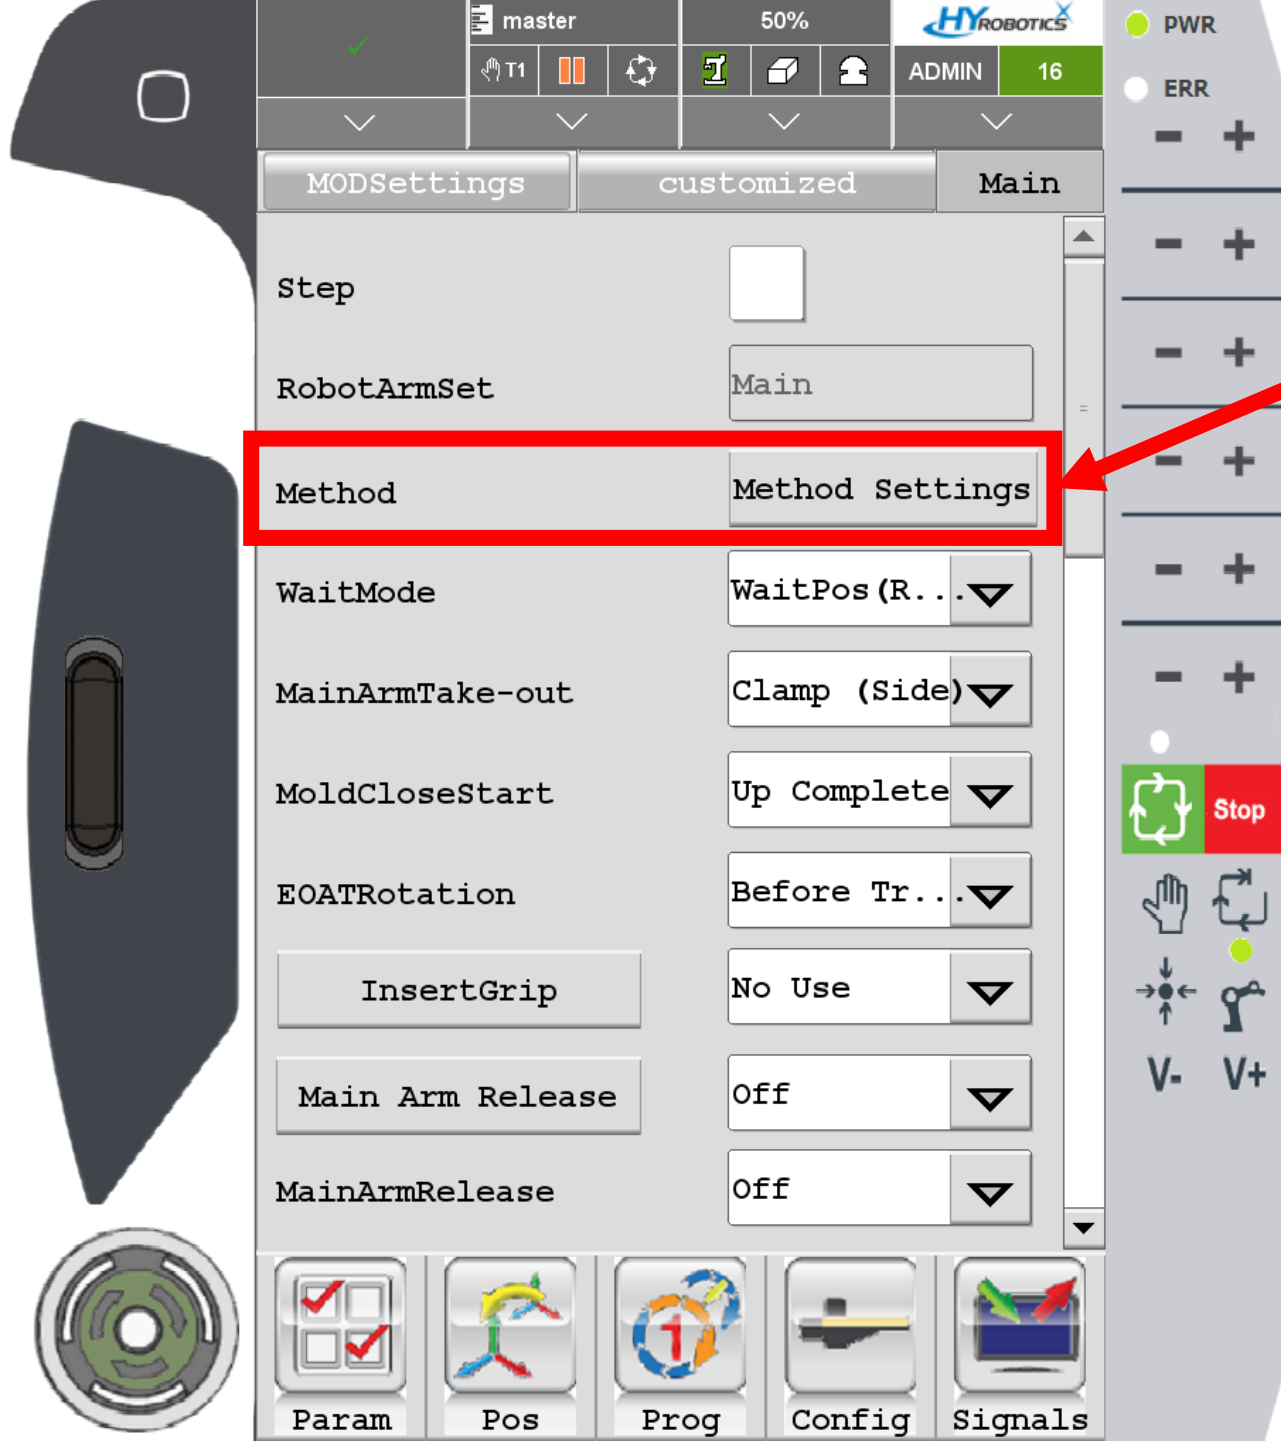 master
50%
HYROBOTICS X
T1
ADMIN
16
PWR
ERR
MODSettings
customized
Main
Step
RobotArmSet
Main
Method
Method Settings
WaitMode
WaitPos(R...
MainArmTake-out
Clamp (Side)
MoldCloseStart
Up Complete
EOATRotation
Before Tr...
InsertGrip
No Use
Main Arm Release
Off
MainArmRelease
Off
- +
- +
- +
- +
- +
- +
Stop
V- V+
1
Param
Pos
Prog
Config
Signals